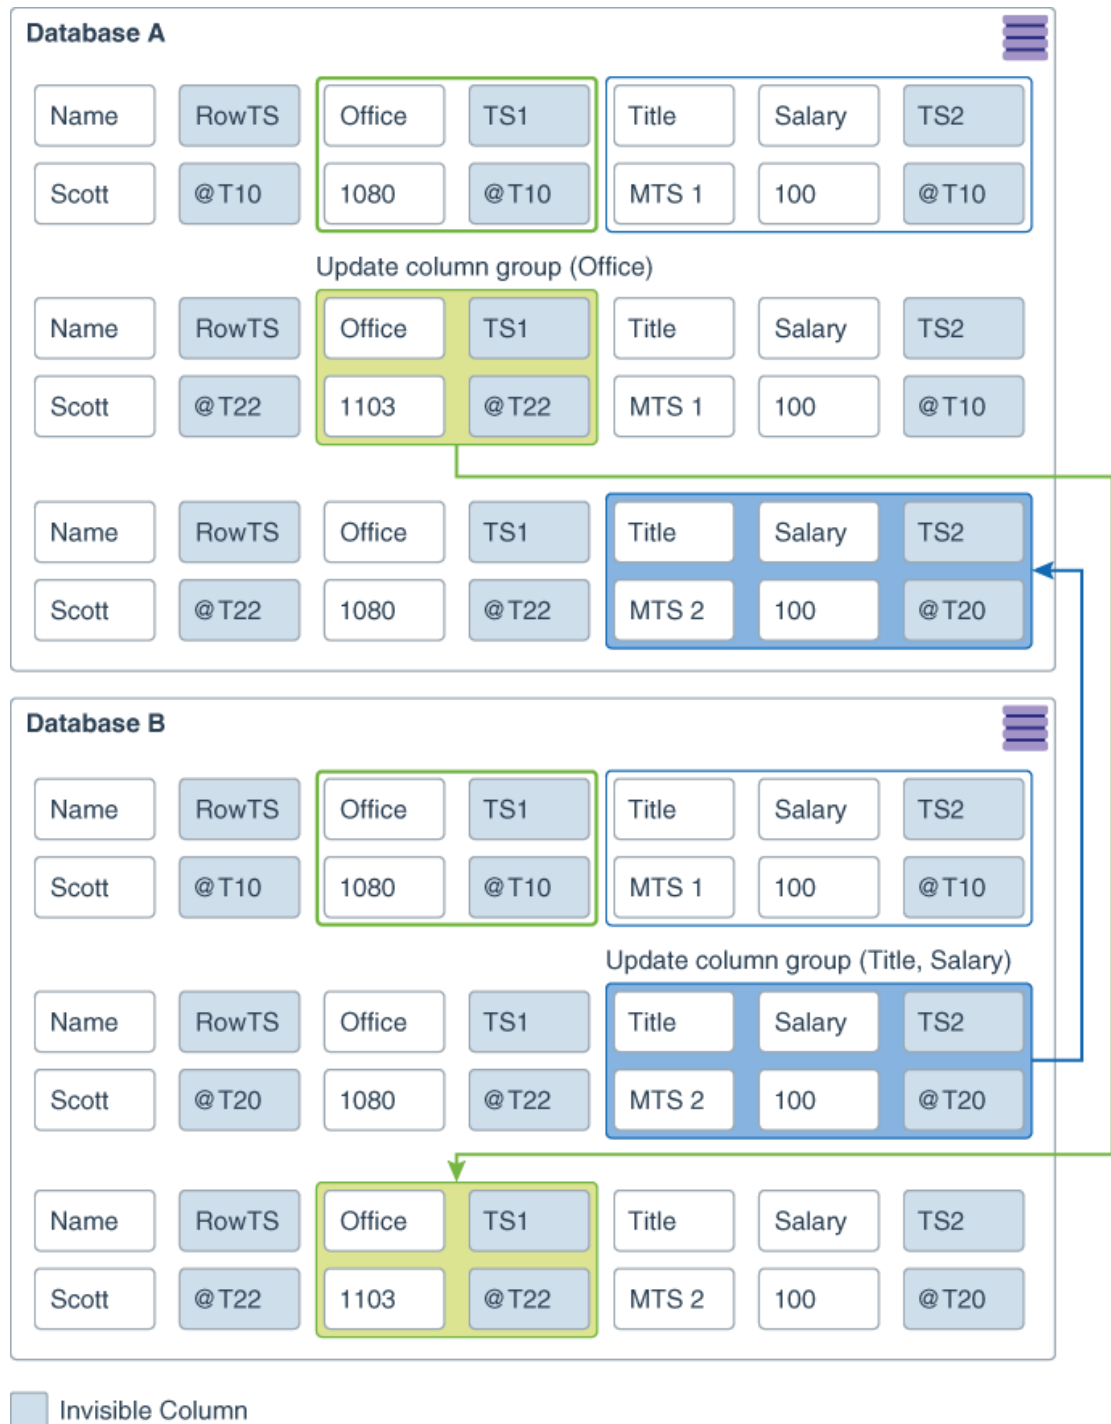 Database A
Name RowTS Office TS1 Title Salary TS2
Scott @T10 1080 @T10 MTS 1 100 @T10
Update column group (Office)
Name RowTS Office TS1 Title Salary TS2
Scott @T22 1103 @T22 MTS 1 100 @T10
Name RowTS Office TS1 Title Salary TS2
Scott @T22 1080 @T22 MTS 2 100 @T20
Database B
Name RowTS Office TS1 Title Salary TS2
Scott @T10 1080 @T10 MTS 1 100 @T10
Update column group (Title, Salary)
Name RowTS Office TS1 Title Salary TS2
Scott @T20 1080 @T22 MTS 2 100 @T20
Name RowTS Office TS1 Title Salary TS2
Scott @T22 1103 @T22 MTS 2 100 @T20
Invisible Column